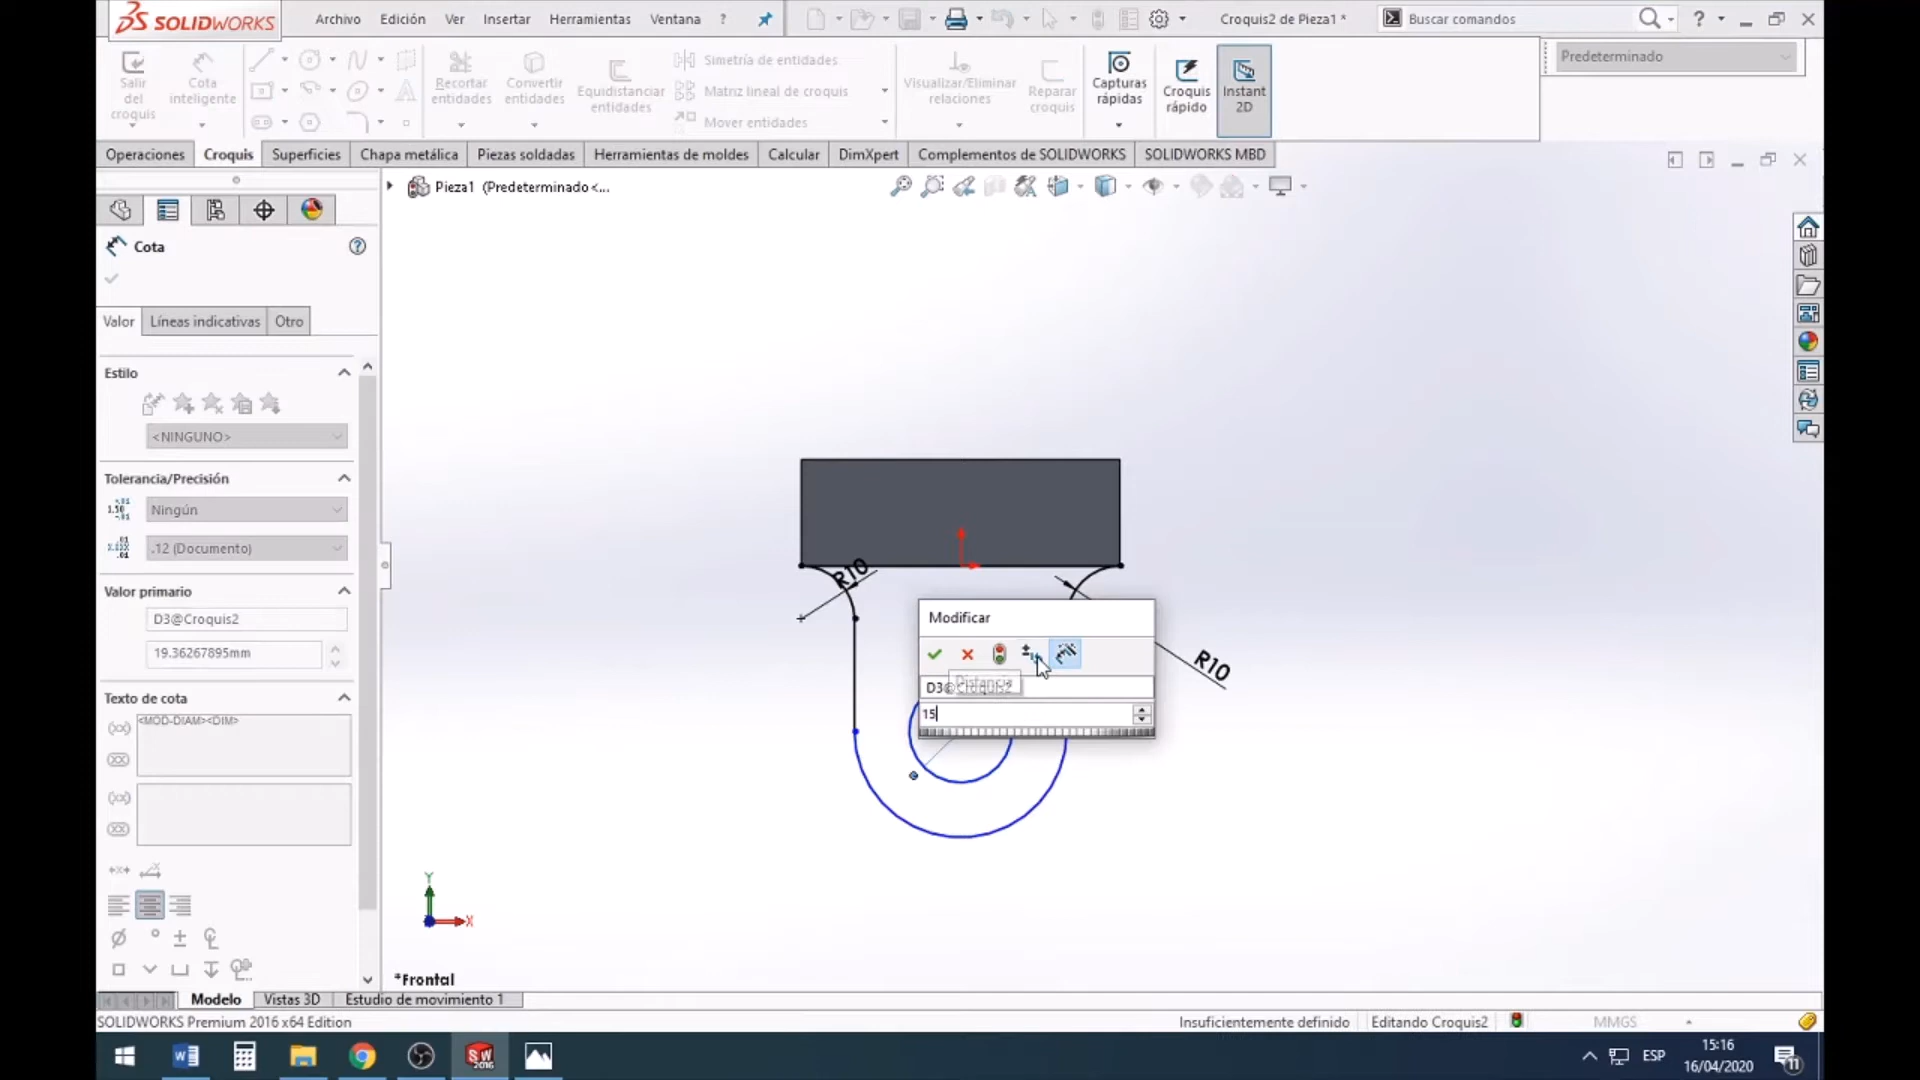 SOLIDWORKS
Archivo Edición Ver Insertar Herramientas Ventana ?
Croquis2 de Pieza1 *
Buscar comandos
?
Salir del croquis
Cota inteligente
Recortar entidades
Convertir entidades
Equidistanciar entidades
Simetría de entidades
Matriz lineal de croquis
Mover entidades
Visualizar/Eliminar relaciones
Reparar croquis
Capturas rápidas
Croquis rápido
Instant 2D
Predeterminado
Operaciones Croquis Superficies Chapa metálica Piezas soldadas Herramientas de moldes Calcular DimXpert Complementos de SOLIDWORKS SOLIDWORKS MBD
Pieza1 (Predeterminado<...
Cota
Valor Líneas indicativas Otro
Estilo
<NINGUNO>
Tolerancia/Precisión
Ningún
.12 (Documento)
Valor primario
D3@Croquis2
19.36267895mm
Texto de cota
<MOD-DIAM><DIM>
R10
R10
Modificar
D3@Croquis2
Distancia
15
Y
X
*Frontal
Modelo Vistas 3D Estudio de movimiento 1
SOLIDWORKS Premium 2016 x64 Edition
Insuficientemente definido Editando Croquis2 MMGS
ESP
15:16
16/04/2020
11